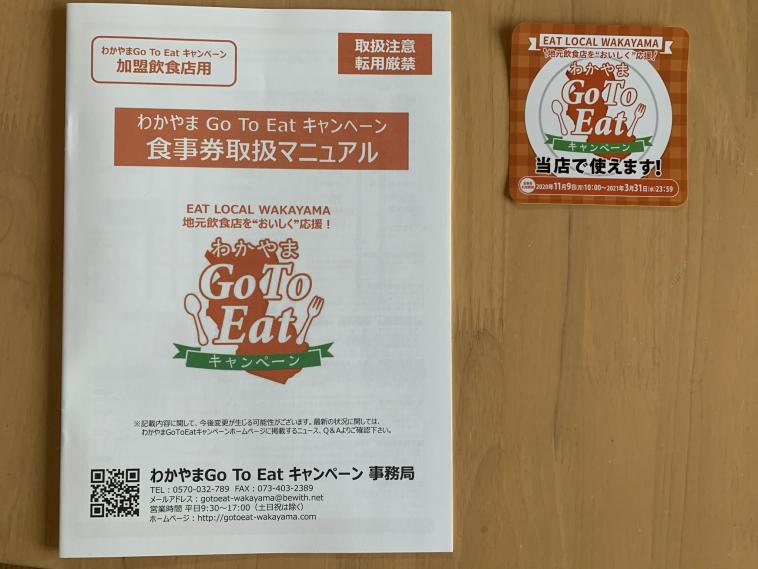 わかやまGo To Eat キャンペーン
加盟飲食店用
取扱注意
転用厳禁
わかやま Go To Eat キャンペーン
食事券取扱マニュアル
EAT LOCAL WAKAYAMA
地元飲食店を“おいしく”応援！
わかやま
Go To
Eat
キャンペーン
※記載内容に関して、今後変更が生じる可能性がございます。最新の状況に関しては、
わかやまGoToEatキャンペーンホームページに掲載するニュース、Q＆Aよりご確認下さい。
わかやまGo To Eat キャンペーン 事務局
TEL：0570-032-789 FAX：073-403-2389
メールアドレス：gotoeat-wakayama@bewith.net
営業時間 平日9:30～17:00（土日祝は除く）
ホームページ：http://gotoeat-wakayama.com
EAT LOCAL WAKAYAMA
地元飲食店を“おいしく”応援！
わかやま
Go To
Eat
キャンペーン
当店で使えます!
2020年11月9日(月)10:00～2021年3月31日(水)23:59